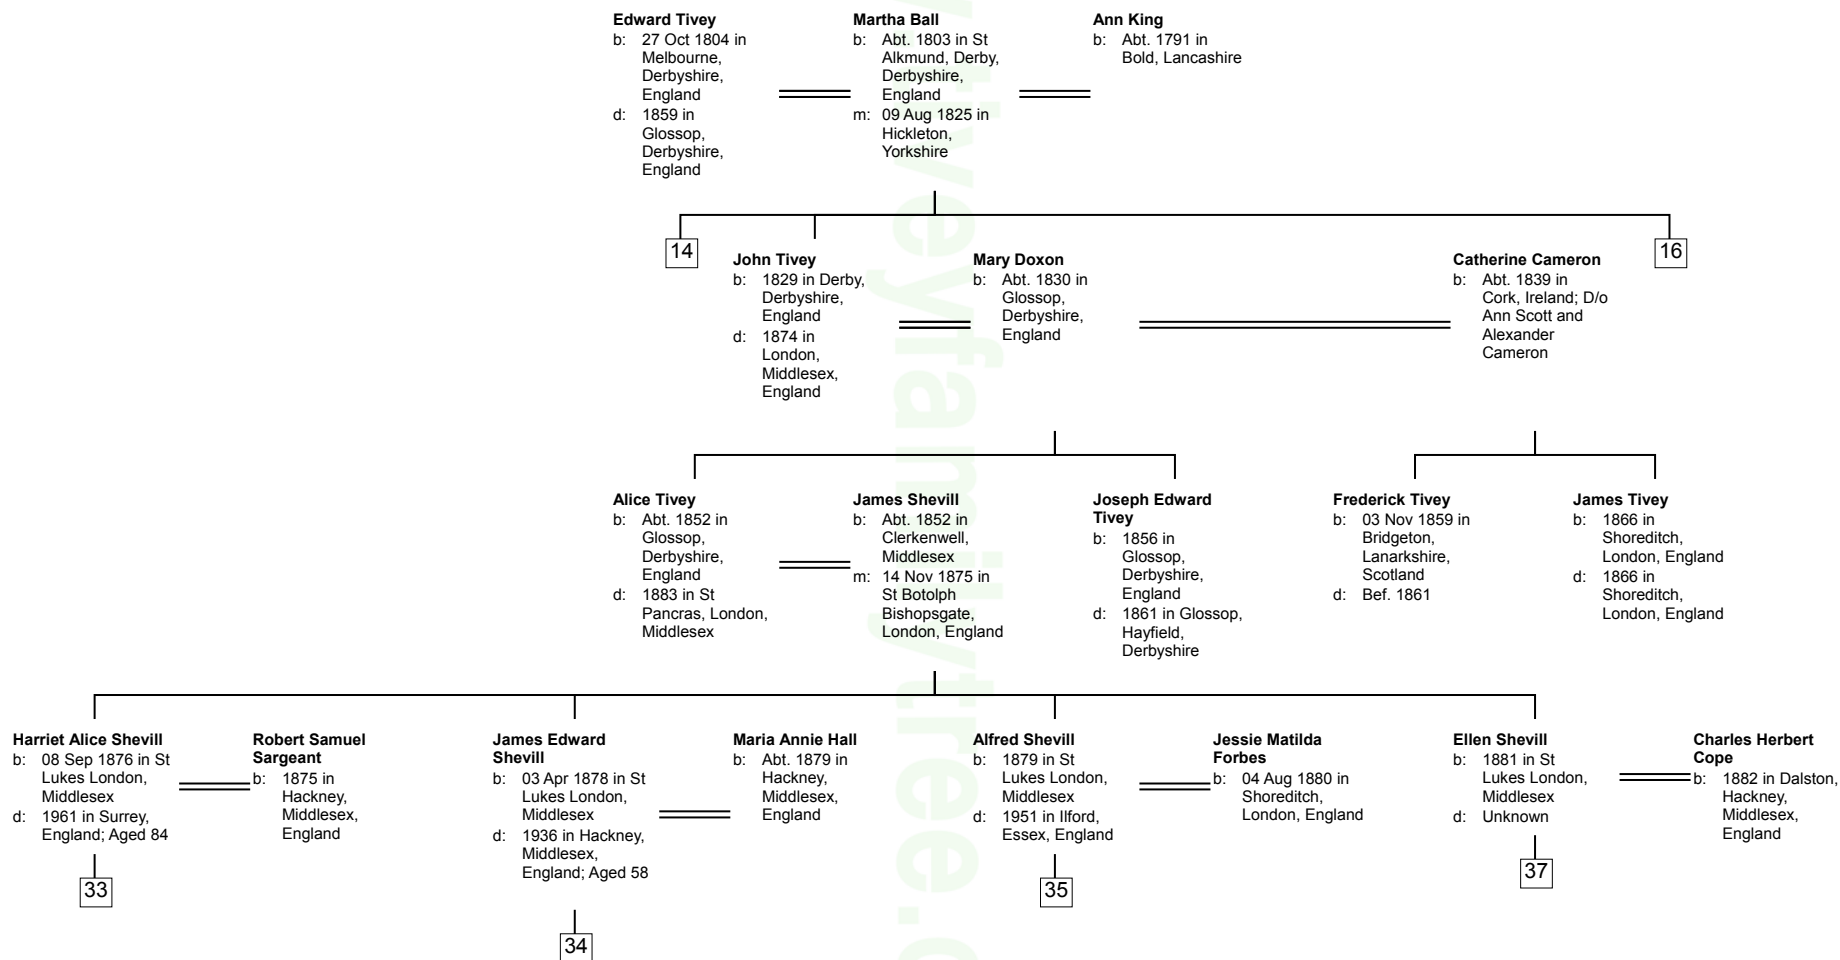 Edward Tivey
b: 27 Oct 1804 in
Melbourne,
Derbyshire,
England
d: 1859 in
Glossop,
Derbyshire,
England
Martha Ball
b: Abt. 1803 in St
Alkmund, Derby,
Derbyshire,
England
m: 09 Aug 1825 in
Hickleton,
Yorkshire
Ann King
b: Abt. 1791 in
Bold, Lancashire
14
John Tivey
b: 1829 in Derby,
Derbyshire,
England
d: 1874 in
London,
Middlesex,
England
Mary Doxon
b: Abt. 1830 in
Glossop,
Derbyshire,
England
Catherine Cameron
b: Abt. 1839 in
Cork, Ireland; D/o
Ann Scott and
Alexander
Cameron
16
Alice Tivey
b: Abt. 1852 in
Glossop,
Derbyshire,
England
d: 1883 in St
Pancras, London,
Middlesex
James Shevill
b: Abt. 1852 in
Clerkenwell,
Middlesex
m: 14 Nov 1875 in
St Botolph
Bishopsgate,
London, England
Joseph Edward
Tivey
b: 1856 in
Glossop,
Derbyshire,
England
d: 1861 in Glossop,
Hayfield,
Derbyshire
Frederick Tivey
b: 03 Nov 1859 in
Bridgeton,
Lanarkshire,
Scotland
d: Bef. 1861
James Tivey
b: 1866 in
Shoreditch,
London, England
d: 1866 in
Shoreditch,
London, England
Harriet Alice Shevill
b: 08 Sep 1876 in St
Lukes London,
Middlesex
d: 1961 in Surrey,
England; Aged 84
Robert Samuel
Sargeant
b: 1875 in
Hackney,
Middlesex,
England
James Edward
Shevill
b: 03 Apr 1878 in St
Lukes London,
Middlesex
d: 1936 in Hackney,
Middlesex,
England; Aged 58
Maria Annie Hall
b: Abt. 1879 in
Hackney,
Middlesex,
England
Alfred Shevill
b: 1879 in St
Lukes London,
Middlesex
d: 1951 in Ilford,
Essex, England
Jessie Matilda
Forbes
b: 04 Aug 1880 in
Shoreditch,
London, England
Ellen Shevill
b: 1881 in St
Lukes London,
Middlesex
d: Unknown
Charles Herbert
Cope
b: 1882 in Dalston,
Hackney,
Middlesex,
England
33
34
35
37
tiveyfamilytree.